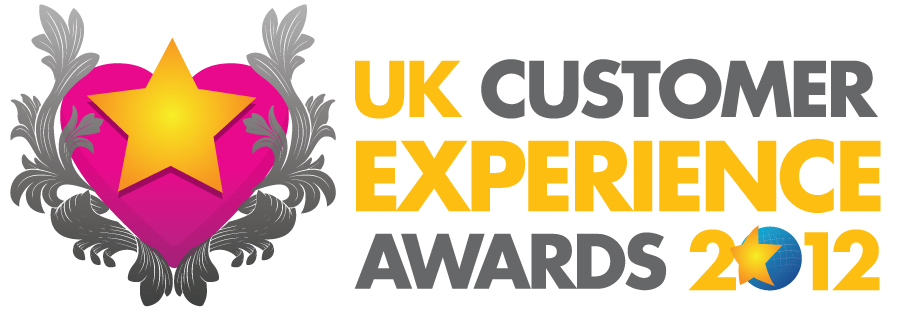 UK CUSTOMER
EXPERIENCE
AWARDS 2012